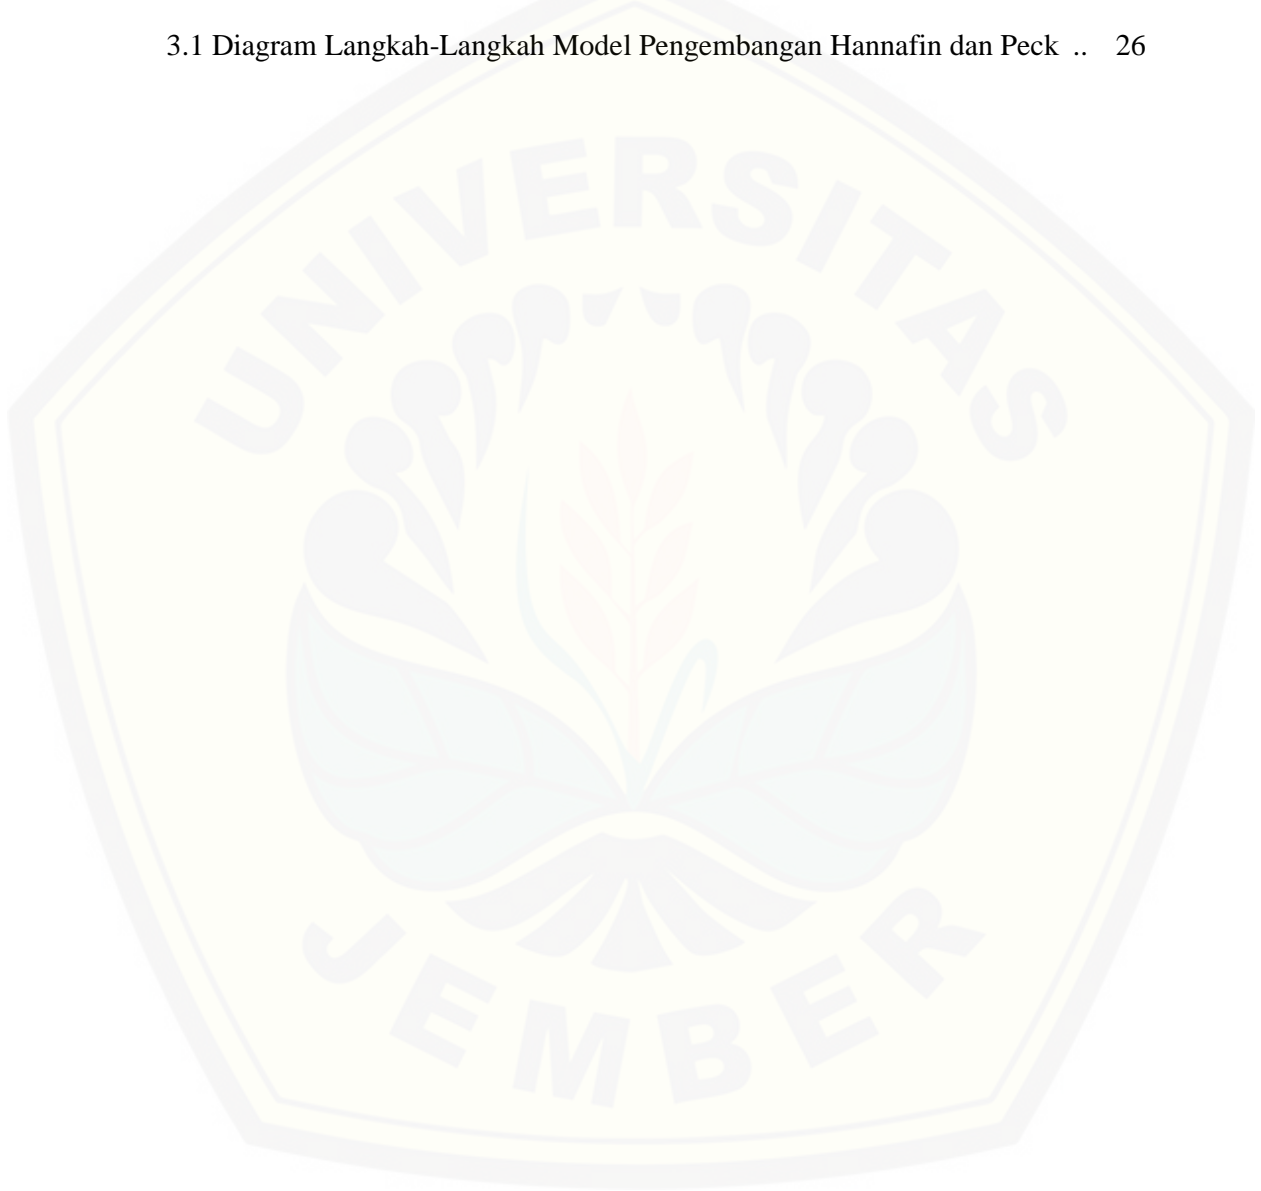 3.1 Diagram Langkah-Langkah Model Pengembangan Hannafin dan Peck .. 26
UNIVERSITAS
JEMBER